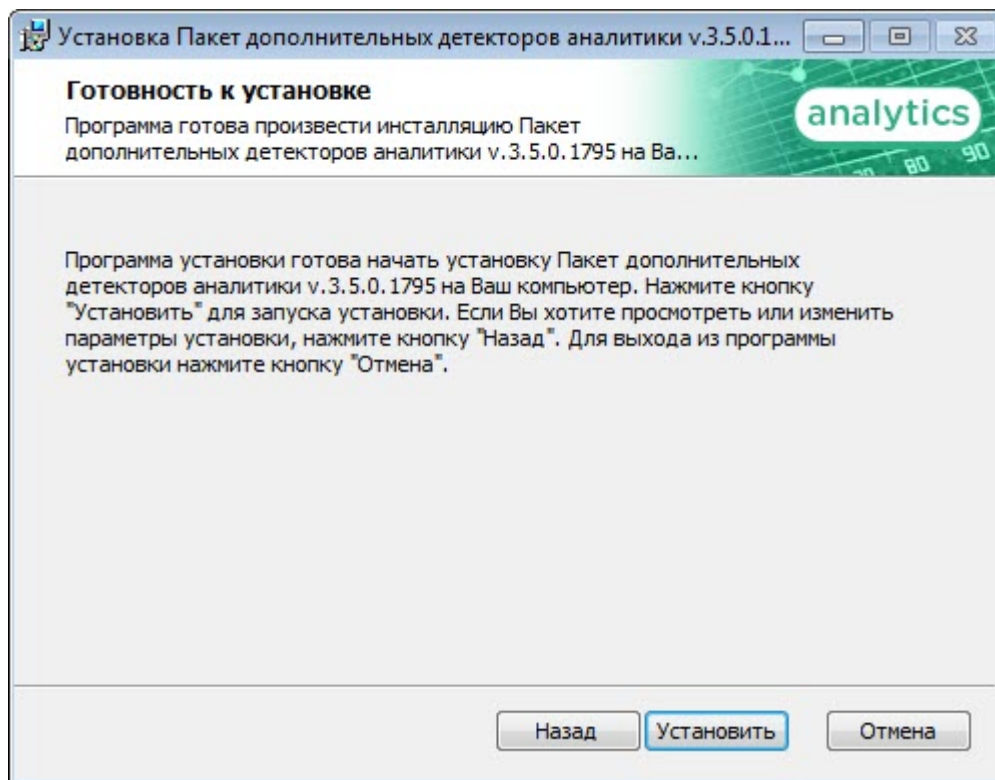 Установка Пакет дополнительных детекторов аналитики v.3.5.0.1...
Готовность к установке
Программа готова произвести инсталляцию Пакет
дополнительных детекторов аналитики v.3.5.0.1795 на Ва...
analytics
70 80 90
Программа установки готова начать установку Пакет дополнительных
детекторов аналитики v.3.5.0.1795 на Ваш компьютер. Нажмите кнопку
"Установить" для запуска установки. Если Вы хотите просмотреть или изменить
параметры установки, нажмите кнопку "Назад". Для выхода из программы
установки нажмите кнопку "Отмена".
Назад Установить Отмена